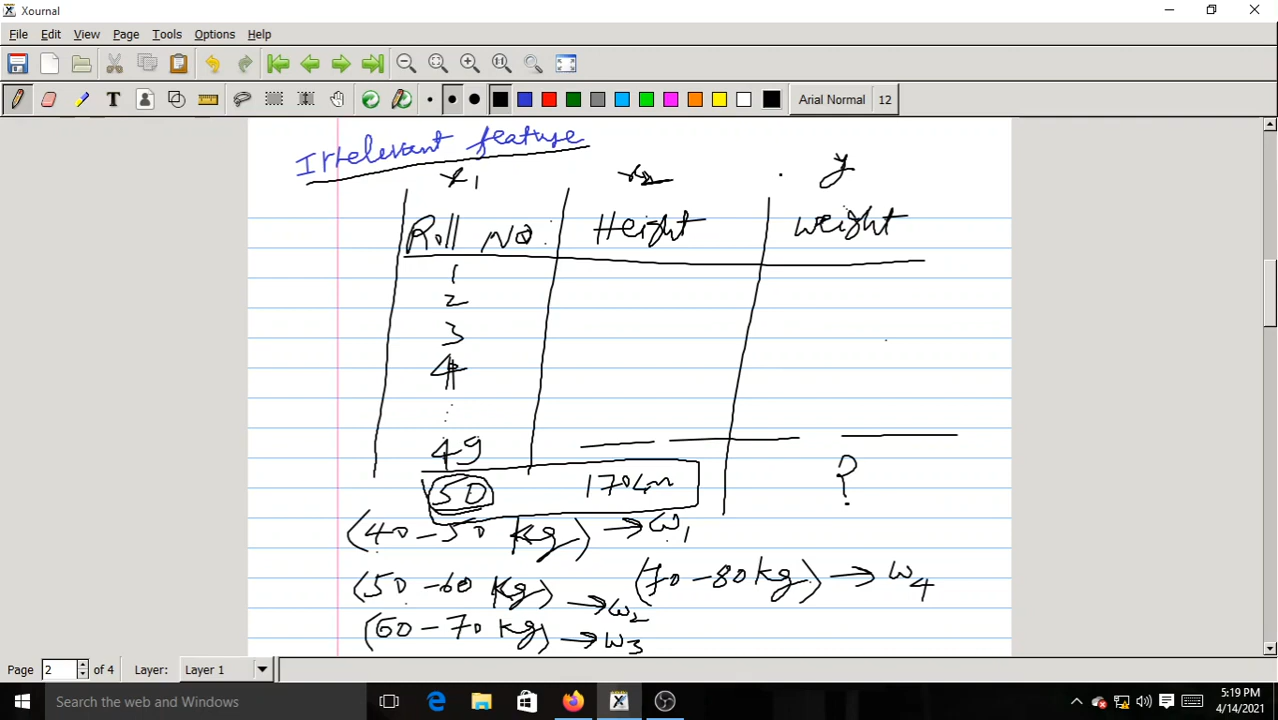 Xournal
File Edit View Page Tools Options Help
Arial Normal 12
Irrelevant feature
x1 x2 y
Roll No. Height weight
1
2
3
4
49
50 170cm ?
(40-50 kg) → ω1
(50-60 kg) → ω2 (70-80kg) → ω4
(60-70 kg) → ω3
Page 2 of 4 Layer: Layer 1
Search the web and Windows
5:19 PM
4/14/2021